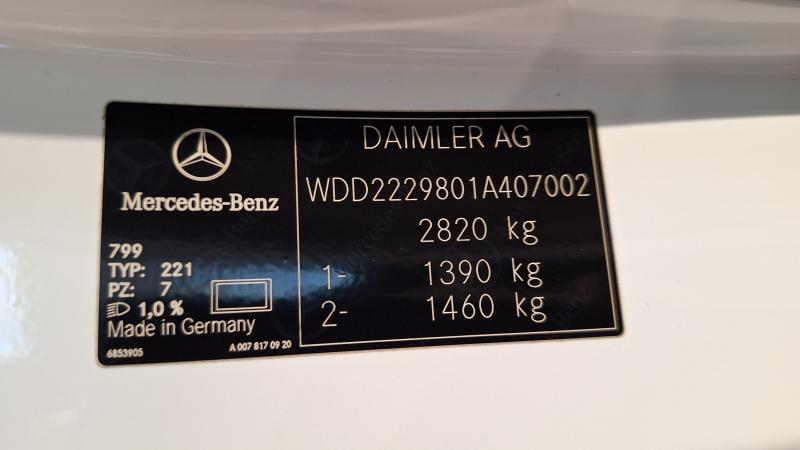 Mercedes-Benz
799
TYP: 221
PZ: 7
1,0 %
Made in Germany
6853905
A 007 817 09 20
DAIMLER AG
WDD2229801A407002
2820 kg
1- 1390 kg
2- 1460 kg